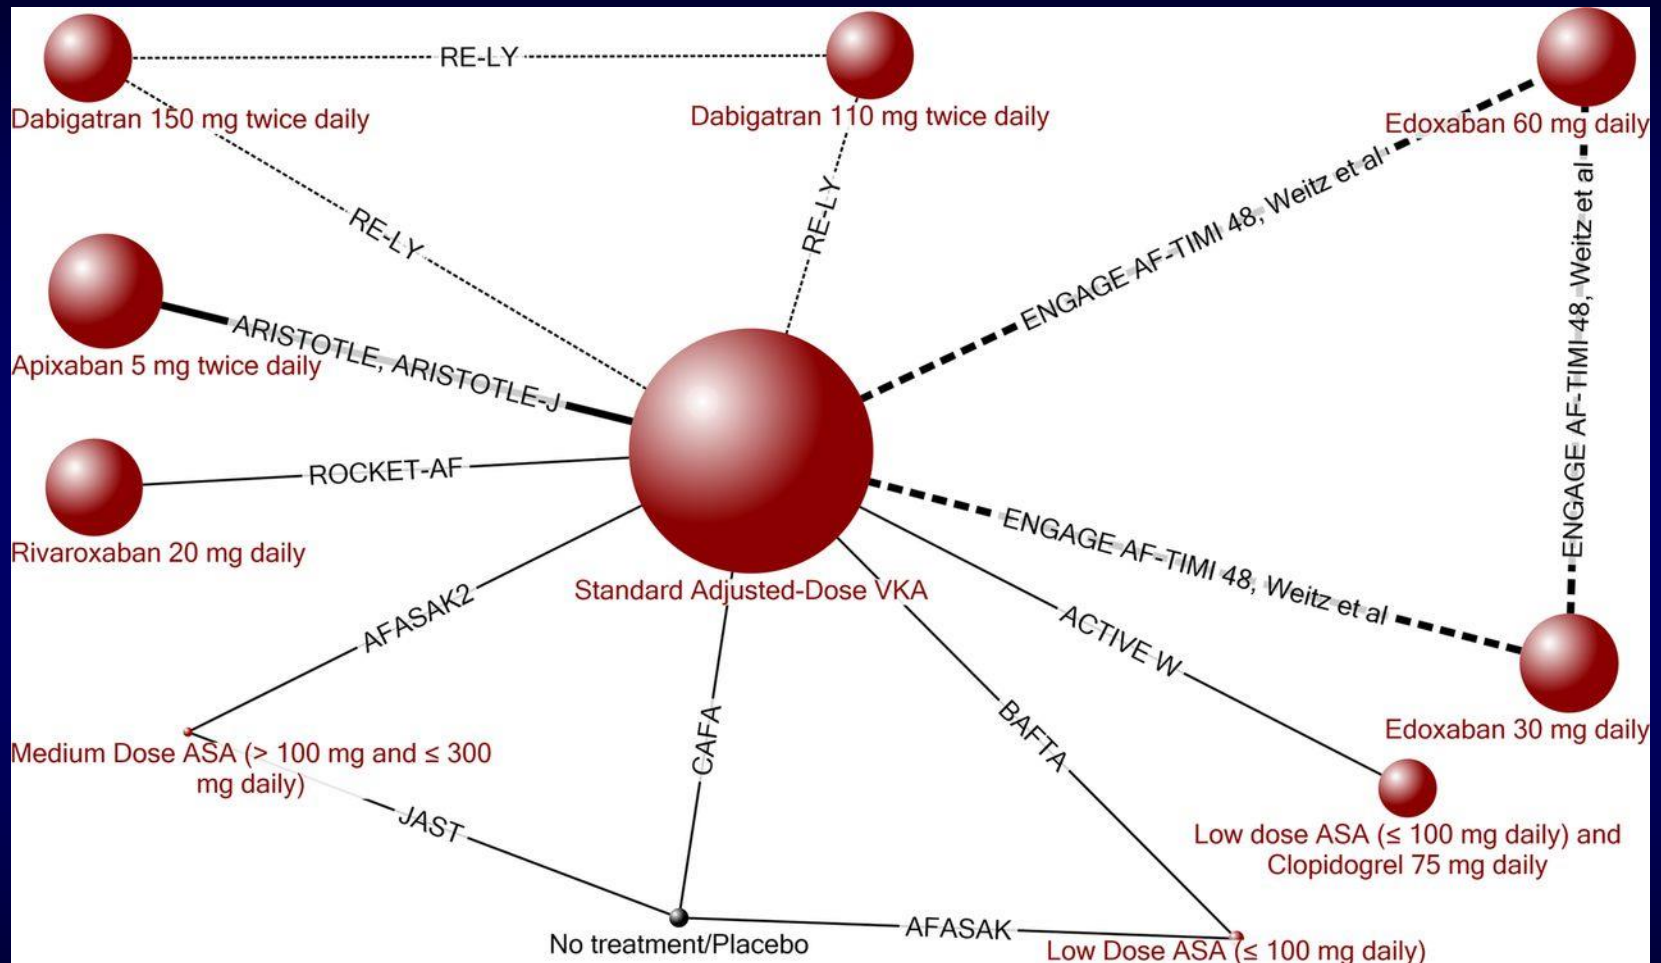 RE-LY
Dabigatran 150 mg twice daily
Dabigatran 110 mg twice daily
Edoxaban 60 mg daily
RE-LY
RE-LY
ENGAGE AF-TIMI 48, Weitz et al
ENGAGE AF-TIMI 48, Weitz et al
ARISTOTLE, ARISTOTLE-J
Apixaban 5 mg twice daily
ROCKET-AF
Rivaroxaban 20 mg daily
Standard Adjusted-Dose VKA
ENGAGE AF-TIMI 48, Weitz et al
AFASAK2
ACTIVE W
CAFA
BAFTA
Edoxaban 30 mg daily
Medium Dose ASA (> 100 mg and ≤ 300
mg daily)
JAST
Low dose ASA (≤ 100 mg daily) and
Clopidogrel 75 mg daily
AFASAK
No treatment/Placebo
Low Dose ASA (≤ 100 mg daily)